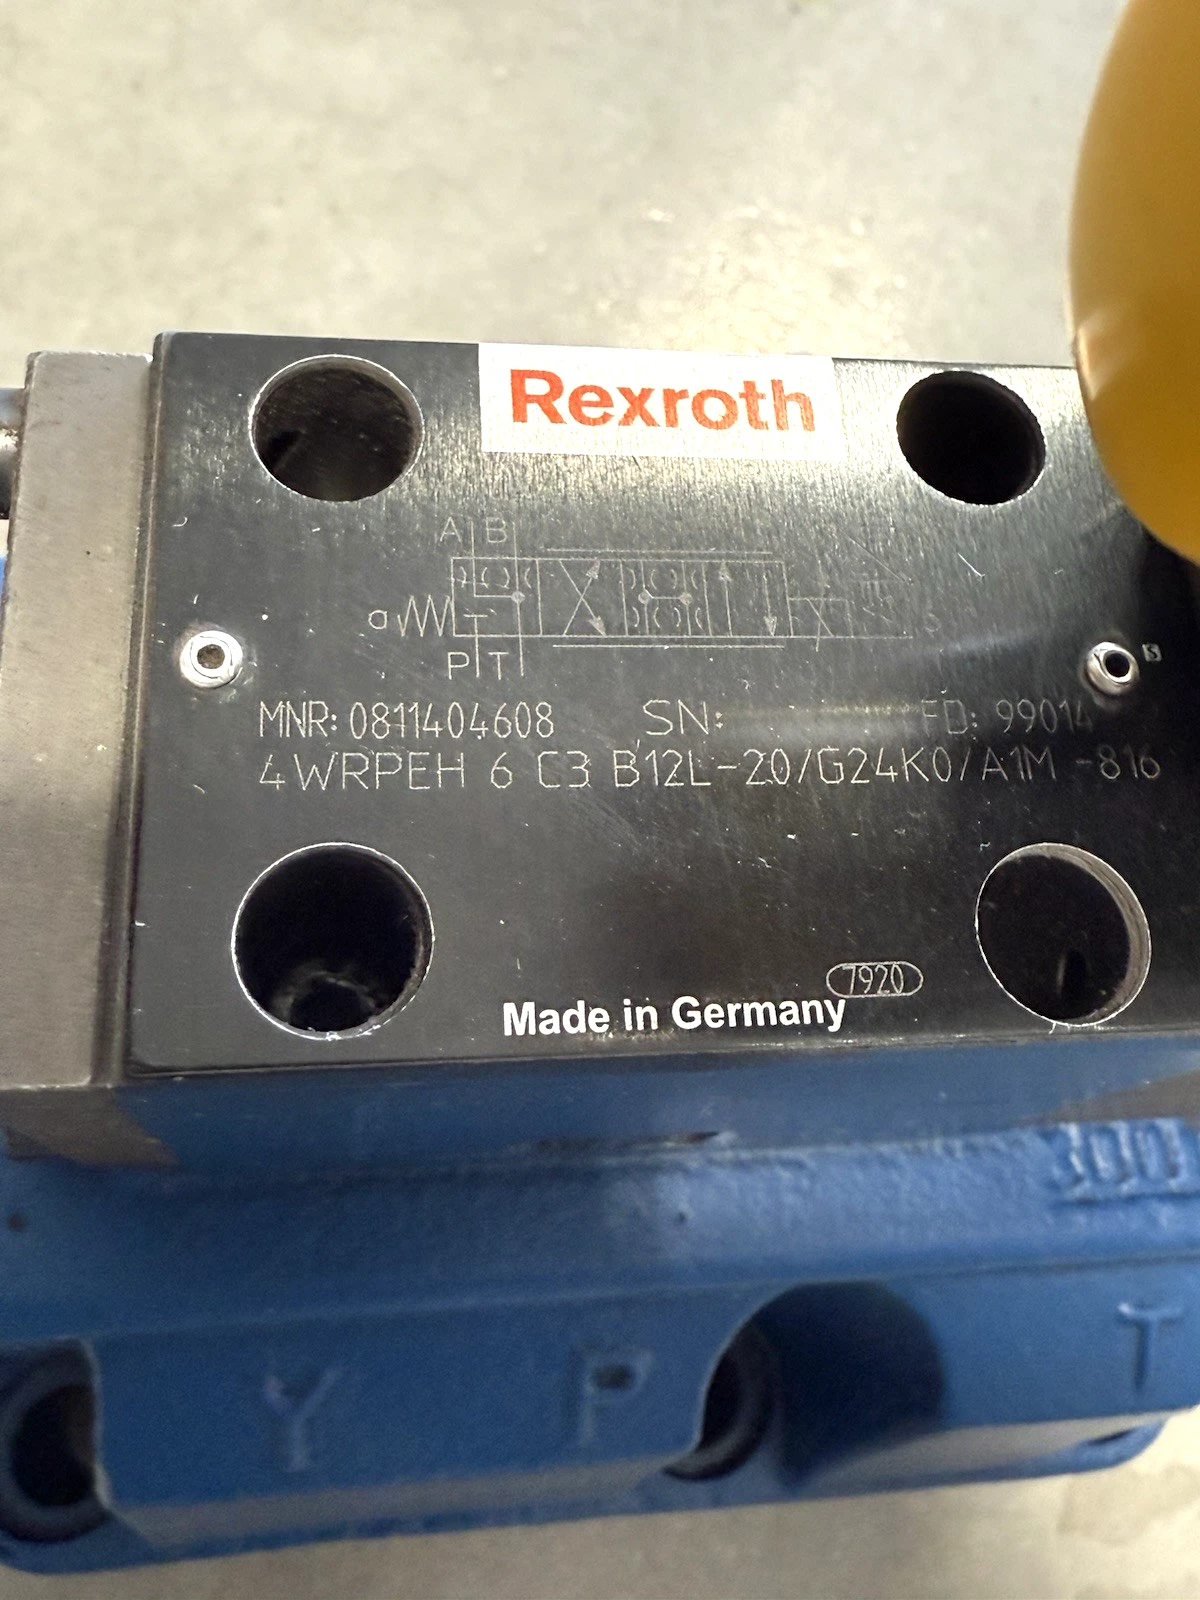 Rexroth
A B
a
P T
S
MNR: 0811404608 SN: FD: 99014
4WRPEH 6 C3 B12L-20/G24K0/A1M -816
7920
Made in Germany
Y P T